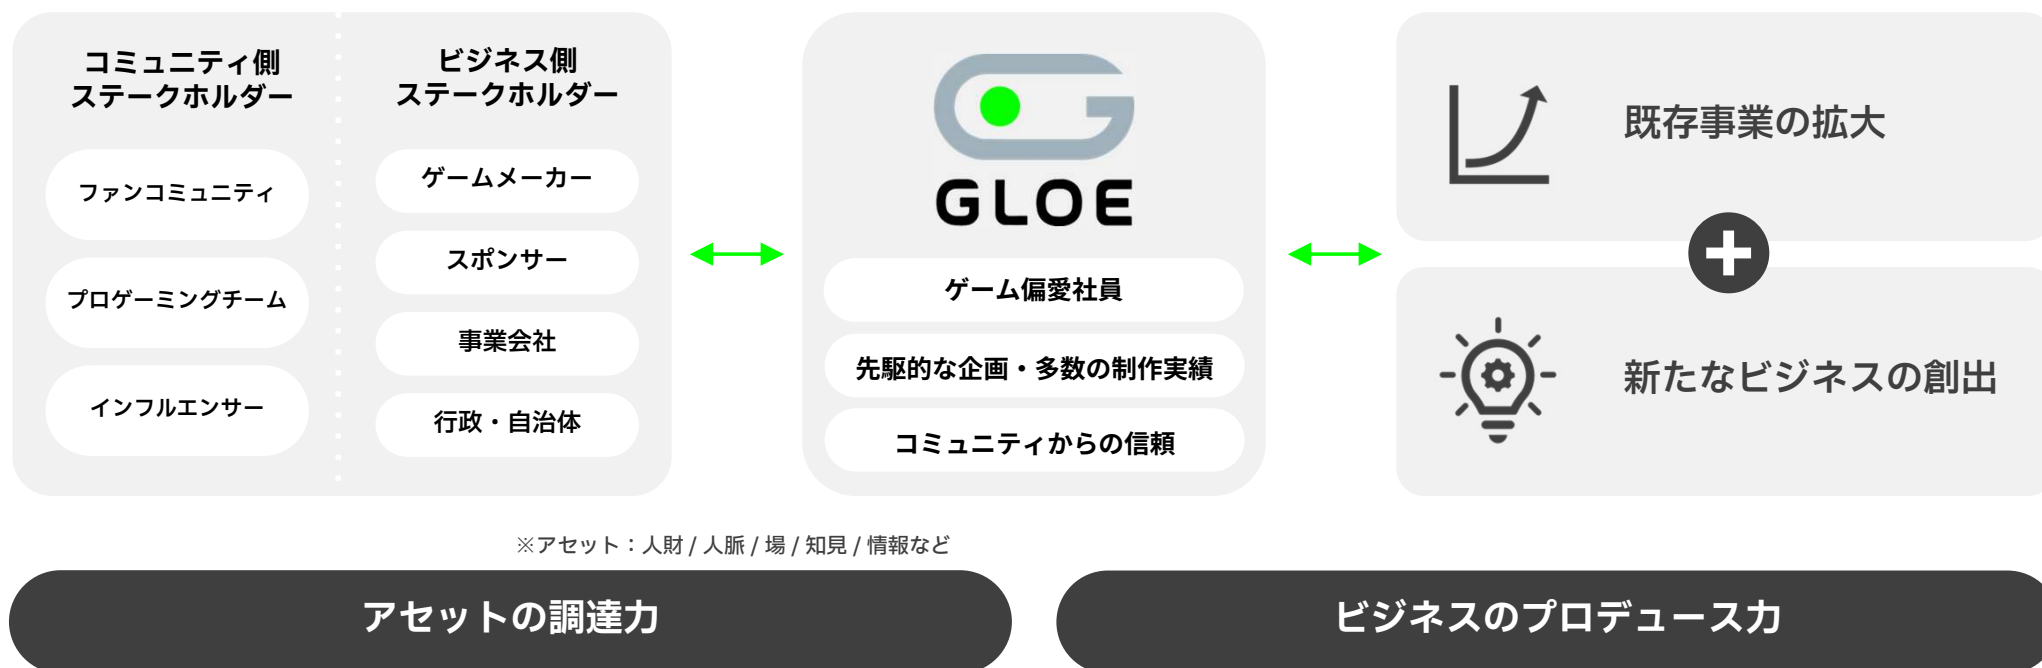 コミュニティ側
ステークホルダー
ファンコミュニティ
プロゲーミングチーム
インフルエンサー
ビジネス側
ステークホルダー
ゲームメーカー
スポンサー
事業会社
行政・自治体
GLOE
ゲーム偏愛社員
先駆的な企画・多数の制作実績
コミュニティからの信頼
既存事業の拡大
新たなビジネスの創出
※アセット：人財 / 人脈 / 場 / 知見 / 情報など
アセットの調達力
ビジネスのプロデュース力